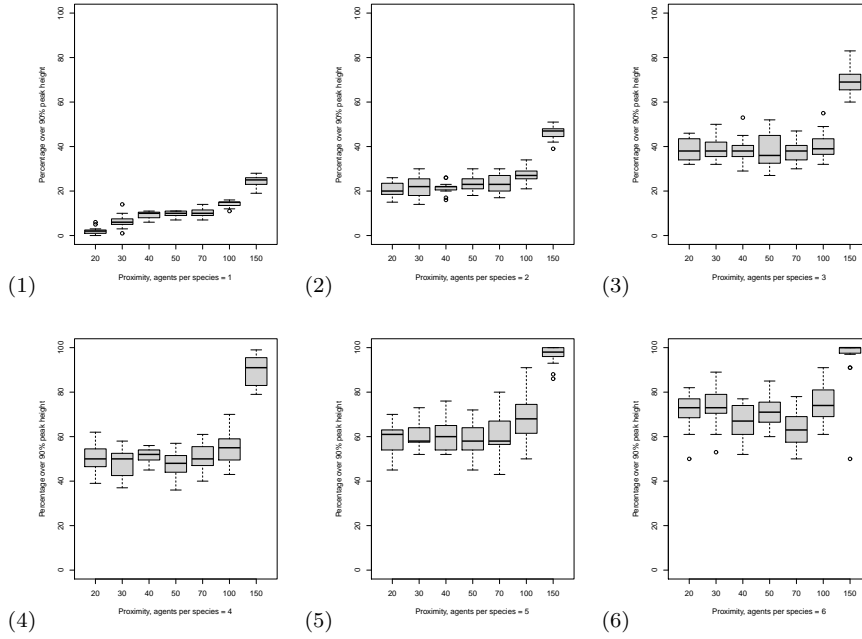 Percentage over 90% peak height
0 20 40 60 80 100
20 30 40 50 70 100 150
Proximity, agents per species = 1
(1)
Percentage over 90% peak height
0 20 40 60 80 100
20 30 40 50 70 100 150
Proximity, agents per species = 2
(2)
Percentage over 90% peak height
0 20 40 60 80 100
20 30 40 50 70 100 150
Proximity, agents per species = 3
(3)
Percentage over 90% peak height
0 20 40 60 80 100
20 30 40 50 70 100 150
Proximity, agents per species = 4
(4)
Percentage over 90% peak height
0 20 40 60 80 100
20 30 40 50 70 100 150
Proximity, agents per species = 5
(5)
Percentage over 90% peak height
0 20 40 60 80 100
20 30 40 50 70 100 150
Proximity, agents per species = 6
(6)